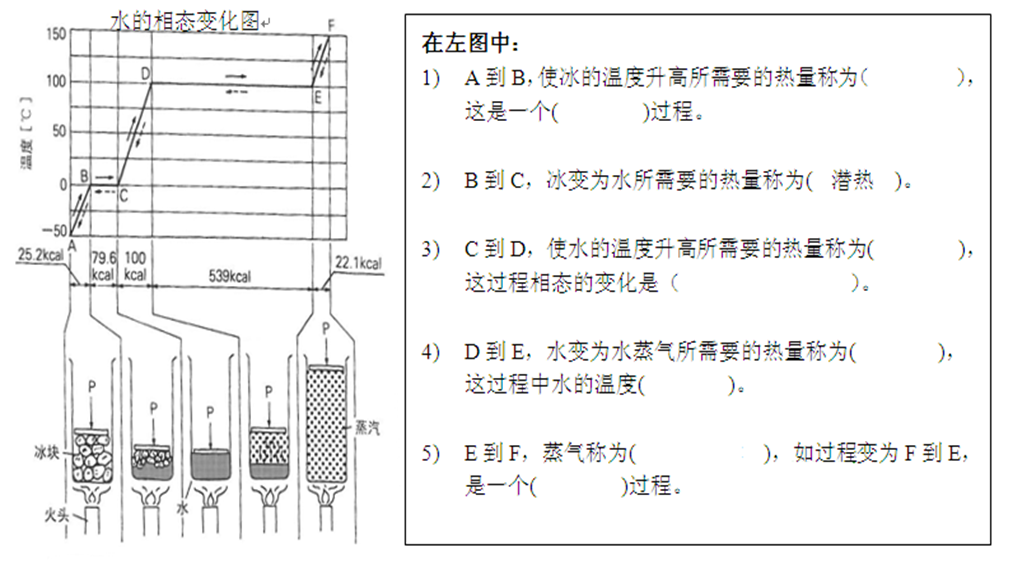 水的相态变化图
150
100
50
0
-50
温度[℃]
A
B
C
D
E
F
25.2kcal
79.6
kcal
100
kcal
539kcal
22.1kcal
P
P
P
P
P
冰块
水
蒸汽
火头
在左图中：
1) A 到 B，使冰的温度升高所需要的热量称为( )，
这是一个( )过程。
2) B 到 C，冰变为水所需要的热量称为( 潜热 )。
3) C 到 D，使水的温度升高所需要的热量称为( )，
这过程相态的变化是（ ）。
4) D 到 E，水变为水蒸气所需要的热量称为( )，
这过程中水的温度( )。
5) E 到 F，蒸气称为( )，如过程变为 F 到 E，
是一个( )过程。